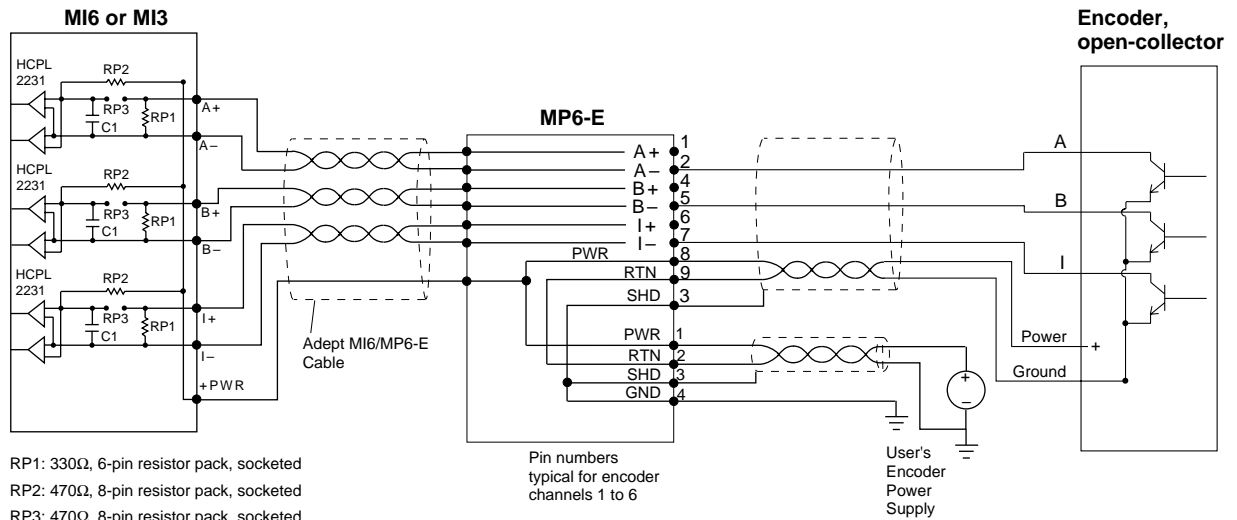 MI6 or MI3
Encoder,
open-collector
HCPL
2231
RP2
RP3
C1
RP1
A+
A–
HCPL
2231
RP2
RP3
C1
RP1
B+
B–
HCPL
2231
RP2
RP3
C1
RP1
I+
I–
+PWR
Adept MI6/MP6-E
Cable
MP6-E
A+ 1
A– 2
B+ 4
B– 5
I+ 6
I– 7
PWR 8
RTN 9
SHD 3
PWR 1
RTN 2
SHD 3
GND 4
A
B
I
Power +
Ground
+
–
User's
Encoder
Power
Supply
Pin numbers
typical for encoder
channels 1 to 6
RP1: 330Ω, 6-pin resistor pack, socketed
RP2: 470Ω, 8-pin resistor pack, socketed
RP3: 470Ω, 8-pin resistor pack, socketed